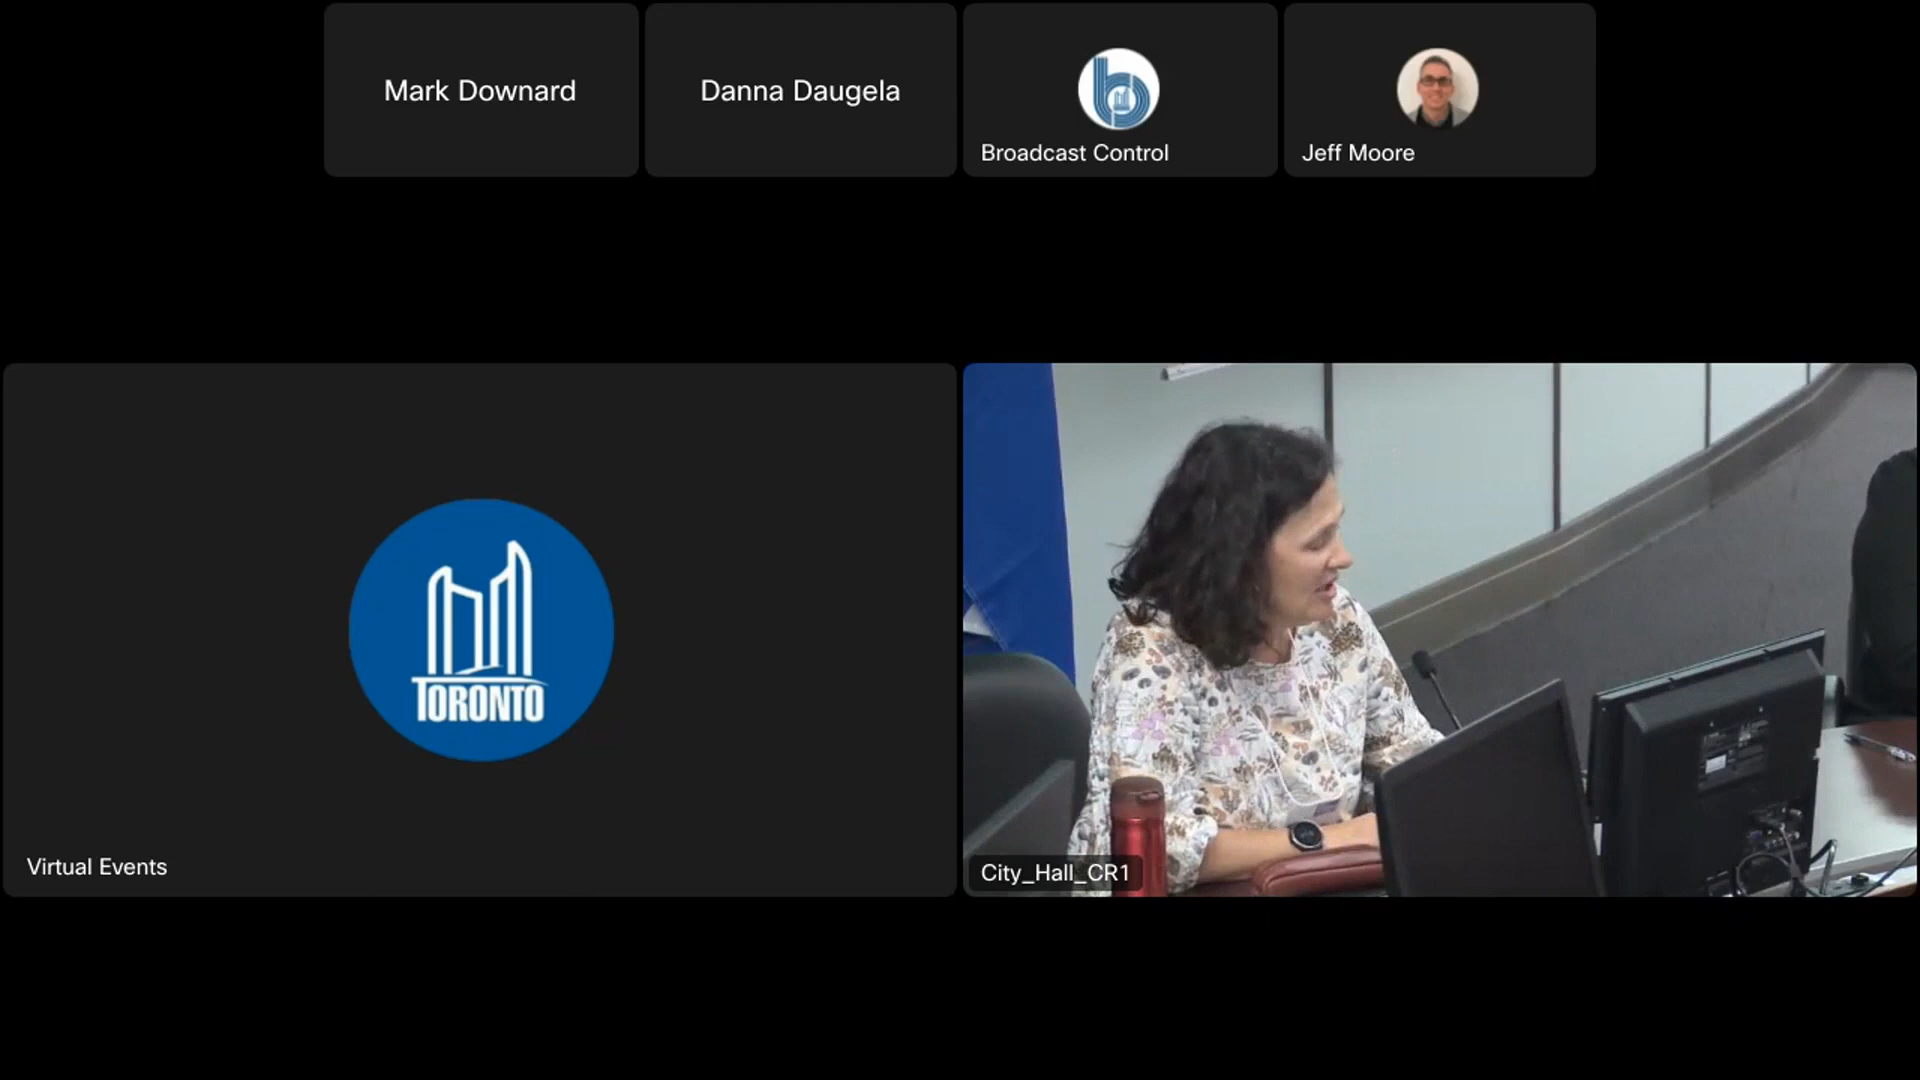 Mark Downard
Danna Daugela
Broadcast Control
Jeff Moore
TORONTO
Virtual Events
City_Hall_CR1